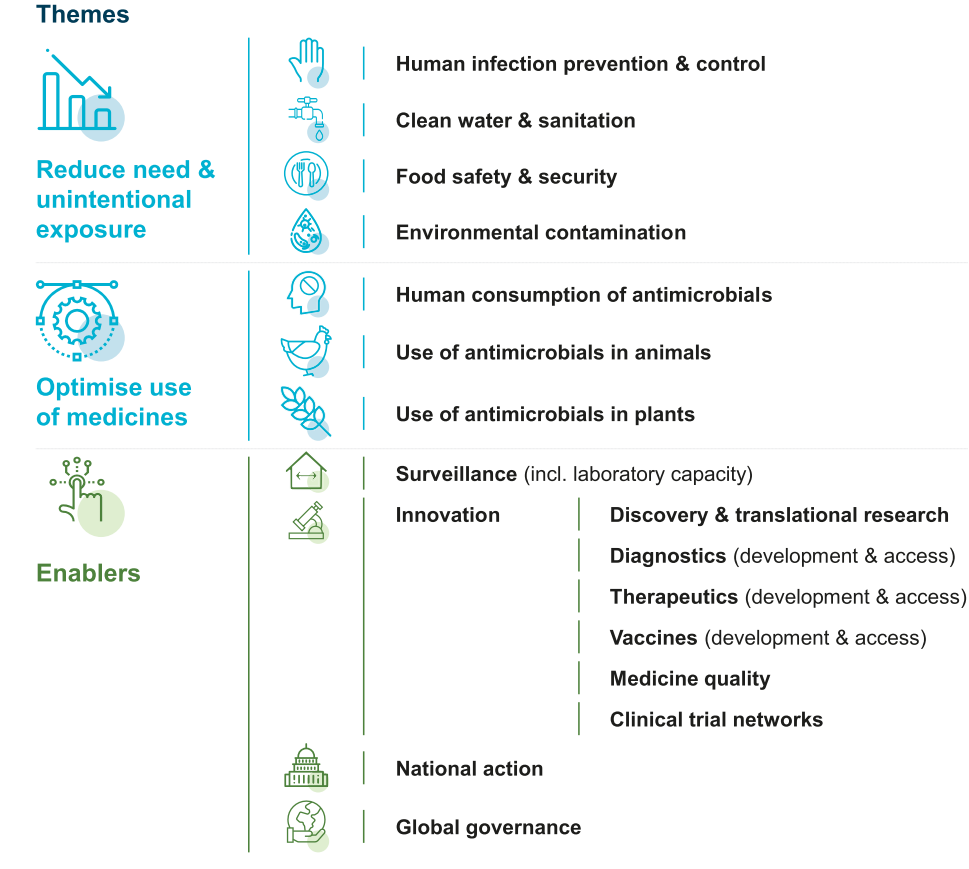 Themes
Reduce need &
unintentional
exposure
Human infection prevention & control
Clean water & sanitation
Food safety & security
Environmental contamination
Optimise use
of medicines
Human consumption of antimicrobials
Use of antimicrobials in animals
Use of antimicrobials in plants
Enablers
Surveillance (incl. laboratory capacity)
Innovation
Discovery & translational research
Diagnostics (development & access)
Therapeutics (development & access)
Vaccines (development & access)
Medicine quality
Clinical trial networks
National action
Global governance